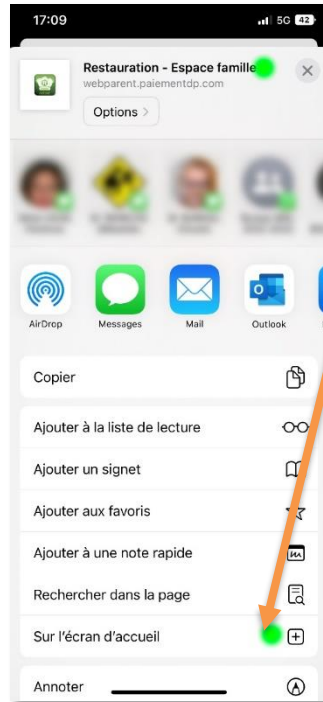 17:09
5G 42
Restauration - Espace famille
webparent.paiementdp.com
Options >
AirDrop
Messages
Mail
Outlook
Copier
Ajouter à la liste de lecture
Ajouter un signet
Ajouter aux favoris
Ajouter à une note rapide
Rechercher dans la page
Sur l'écran d'accueil
Annoter